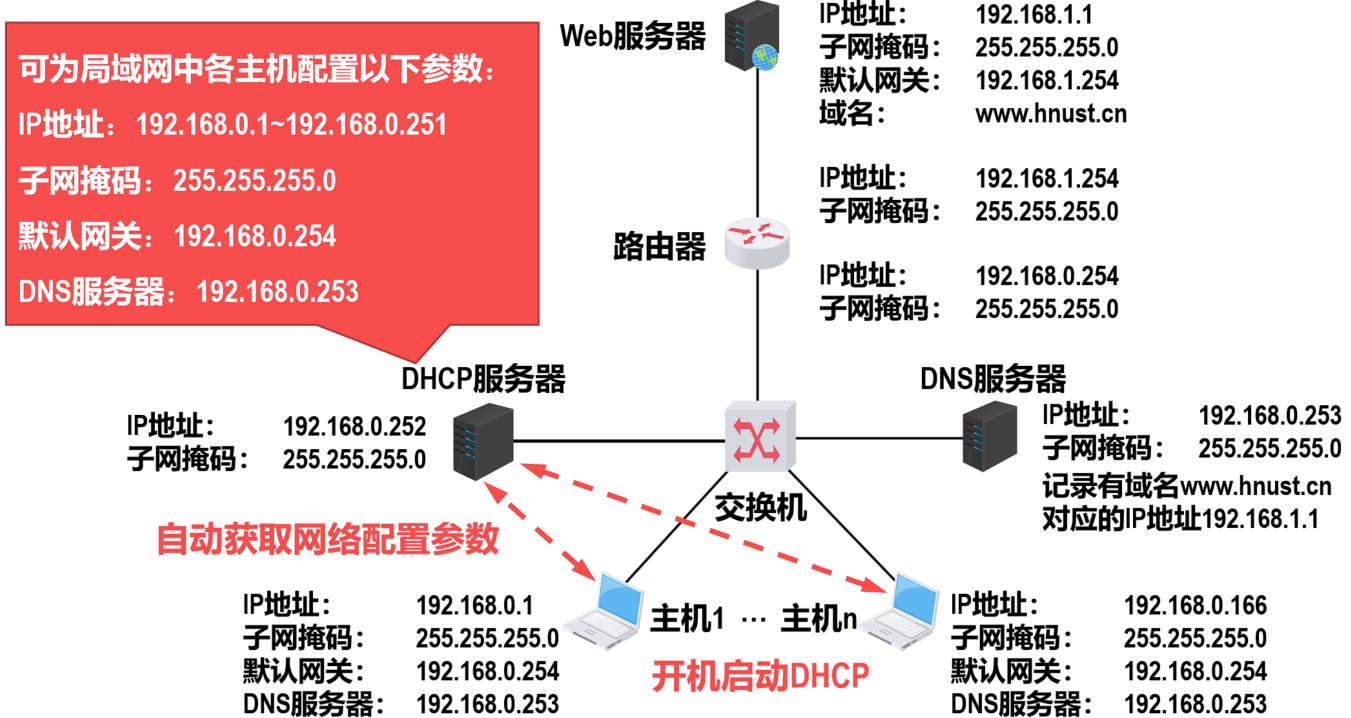 Web服务器
IP地址： 192.168.1.1
子网掩码： 255.255.255.0
默认网关： 192.168.1.254
域名： www.hnust.cn
可为局域网中各主机配置以下参数：
IP地址：192.168.0.1~192.168.0.251
子网掩码：255.255.255.0
默认网关：192.168.0.254
DNS服务器：192.168.0.253
路由器
IP地址： 192.168.1.254
子网掩码： 255.255.255.0
IP地址： 192.168.0.254
子网掩码： 255.255.255.0
DHCP服务器
IP地址： 192.168.0.252
子网掩码： 255.255.255.0
DNS服务器
IP地址： 192.168.0.253
子网掩码： 255.255.255.0
记录有域名www.hnust.cn
对应的IP地址192.168.1.1
交换机
自动获取网络配置参数
IP地址： 192.168.0.1
子网掩码： 255.255.255.0
默认网关： 192.168.0.254
DNS服务器： 192.168.0.253
主机1 … 主机n
开机启动DHCP
IP地址： 192.168.0.166
子网掩码： 255.255.255.0
默认网关： 192.168.0.254
DNS服务器： 192.168.0.253